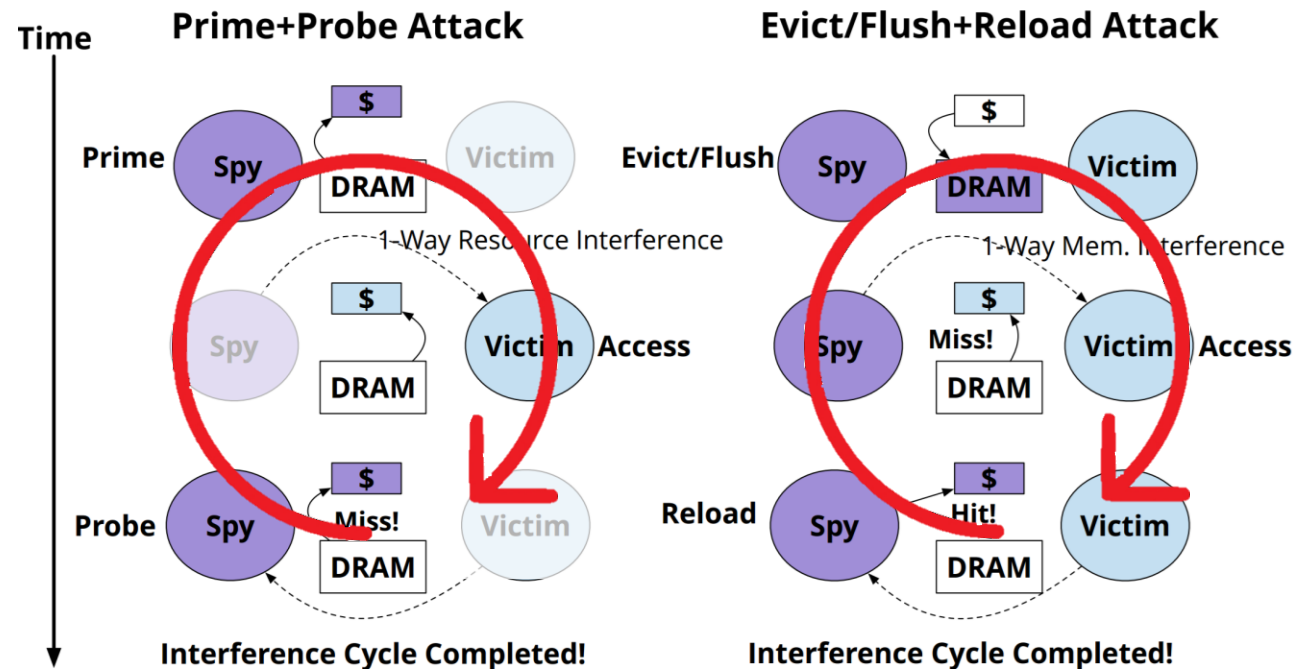 Time
Prime+Probe Attack
$
Prime
Spy
DRAM
Victim
1-Way Resource Interference
$
Spy
Victim
Access
DRAM
$
Probe
Spy
Miss!
Victim
DRAM
Interference Cycle Completed!
Evict/Flush+Reload Attack
$
Evict/Flush
Spy
DRAM
Victim
1-Way Mem. Interference
$
Spy
Miss!
Victim
Access
DRAM
$
Reload
Spy
Hit!
Victim
DRAM
Interference Cycle Completed!